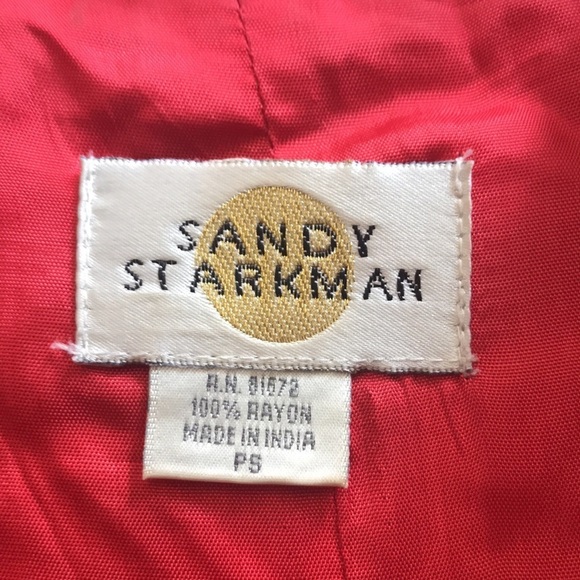 SANDY
STARKMAN
R.N. 81672
100% RAYON
MADE IN INDIA
PS